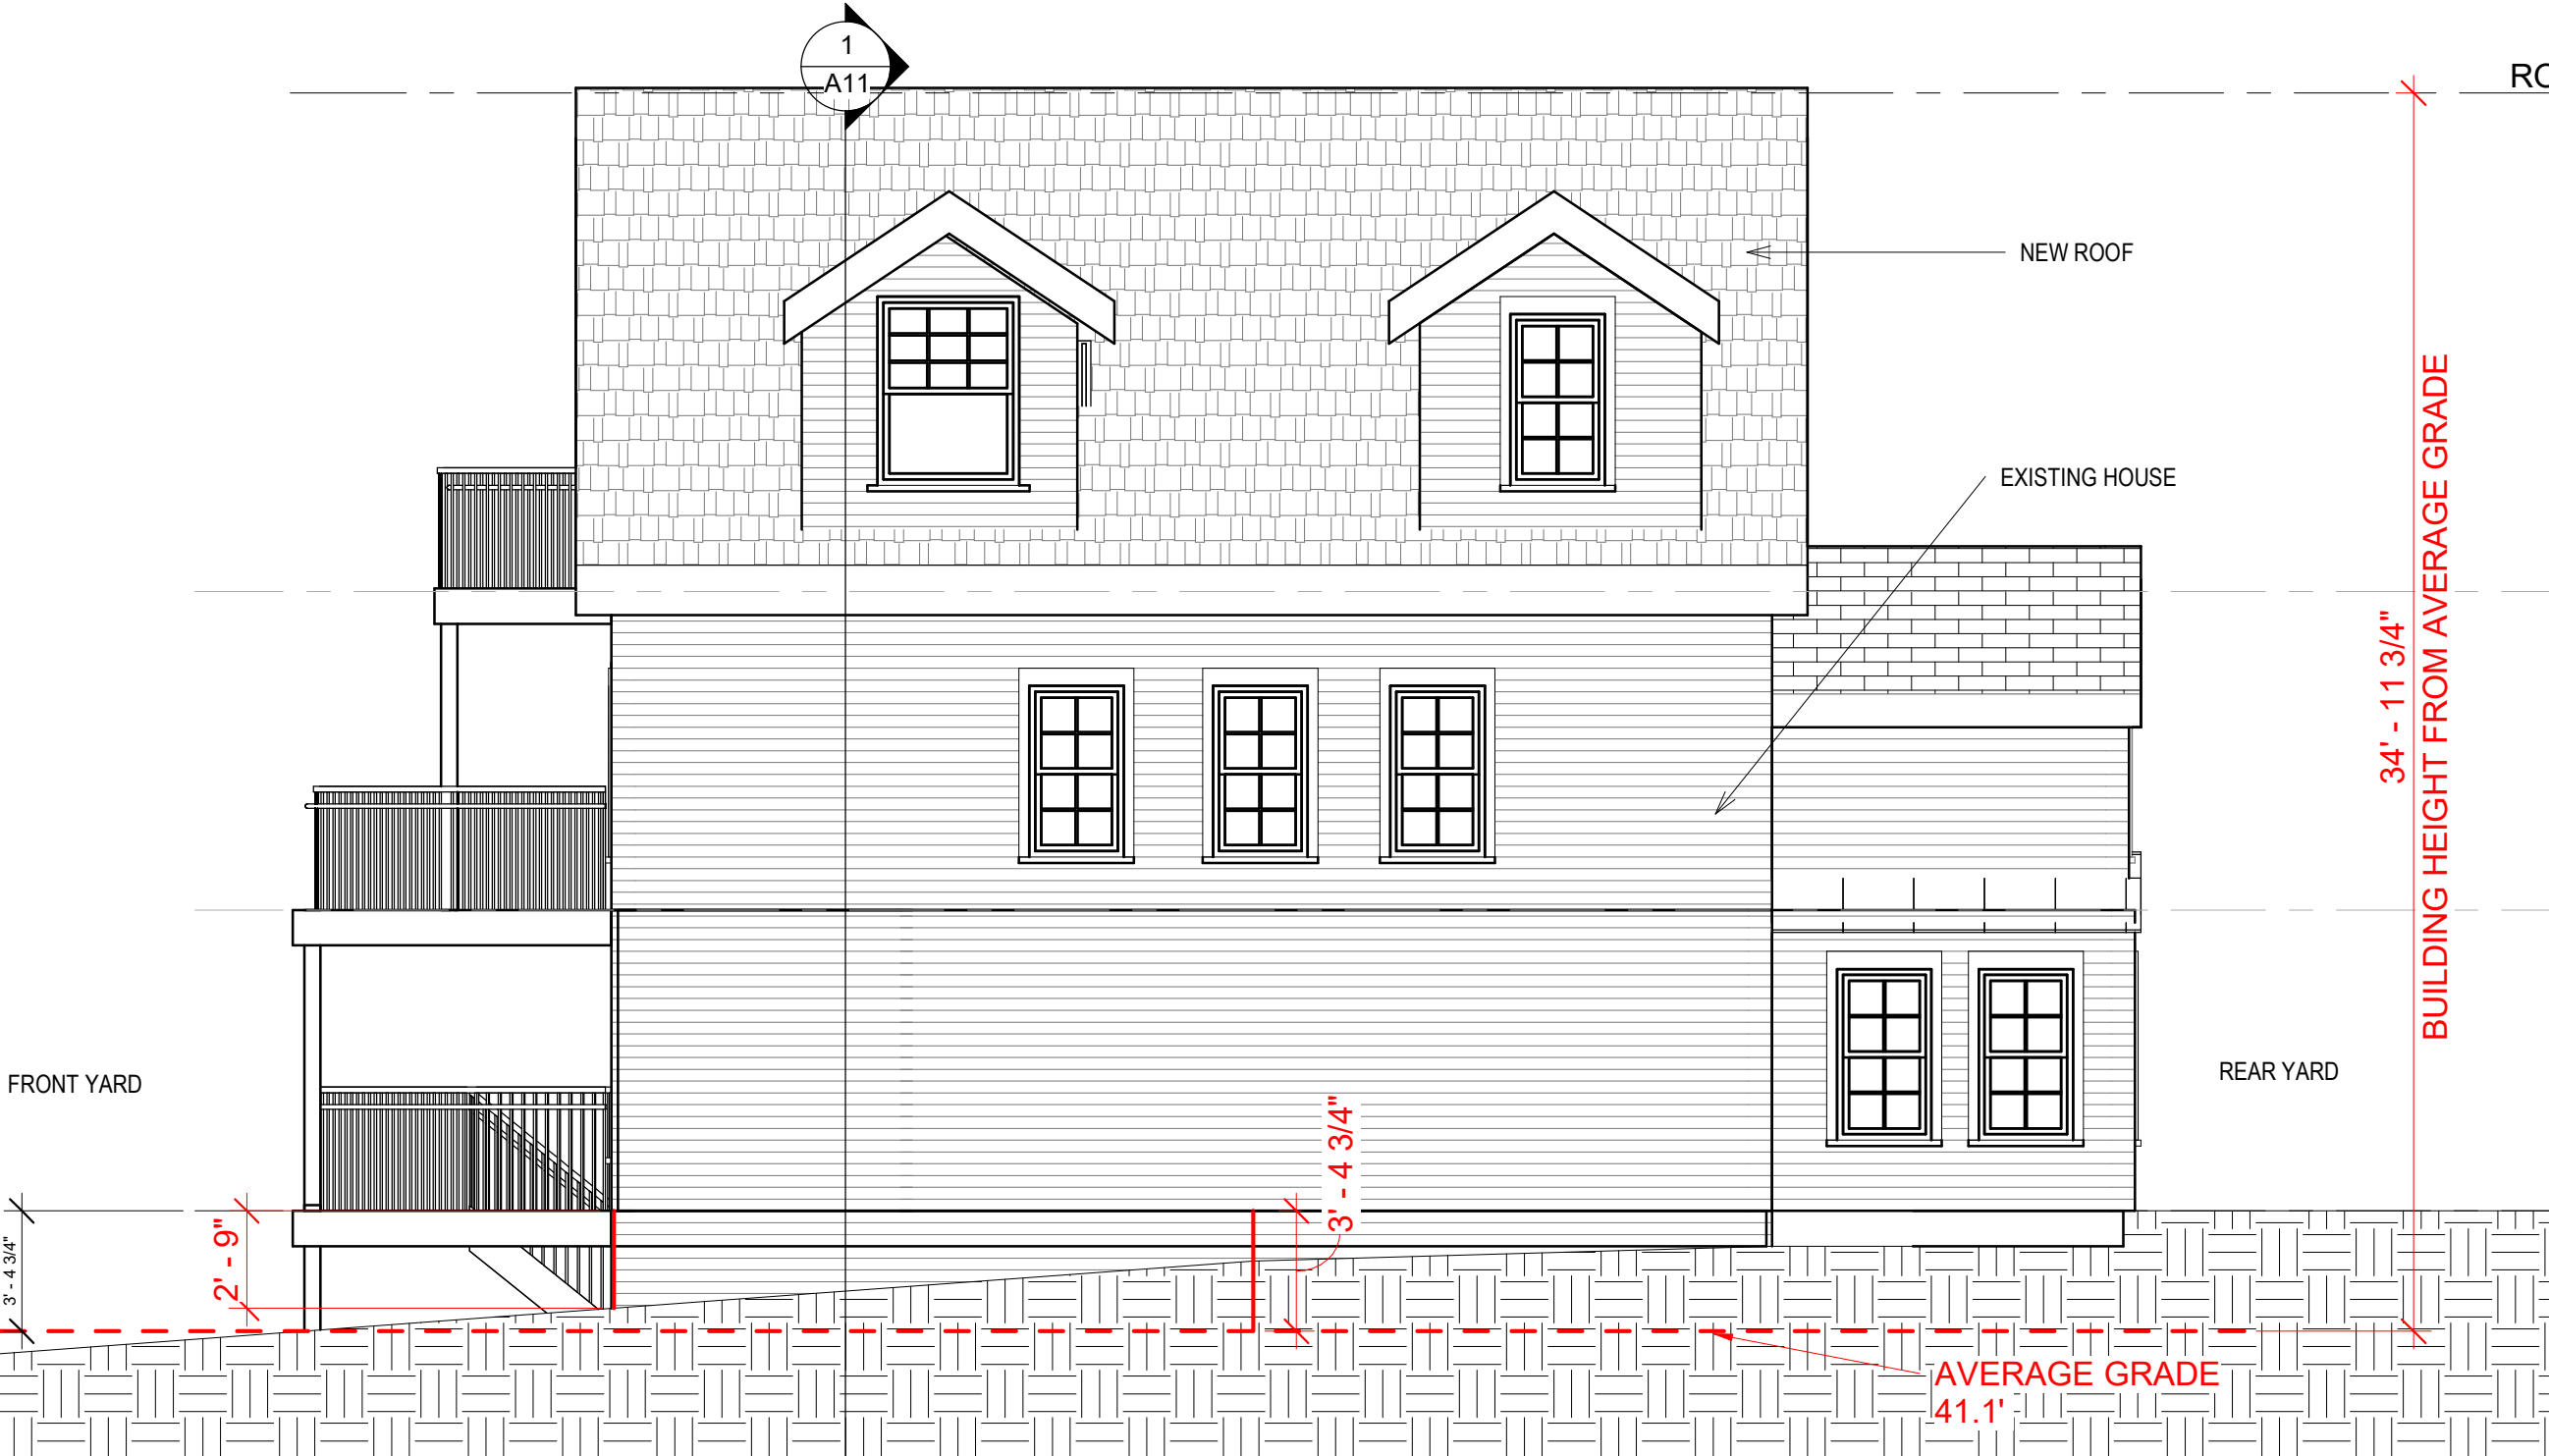 1
A11
RO
NEW ROOF
EXISTING HOUSE
34' - 11 3/4"
BUILDING HEIGHT FROM AVERAGE GRADE
FRONT YARD
REAR YARD
3' - 4 3/4"
2' - 9"
3' - 4 3/4"
AVERAGE GRADE
41.1'